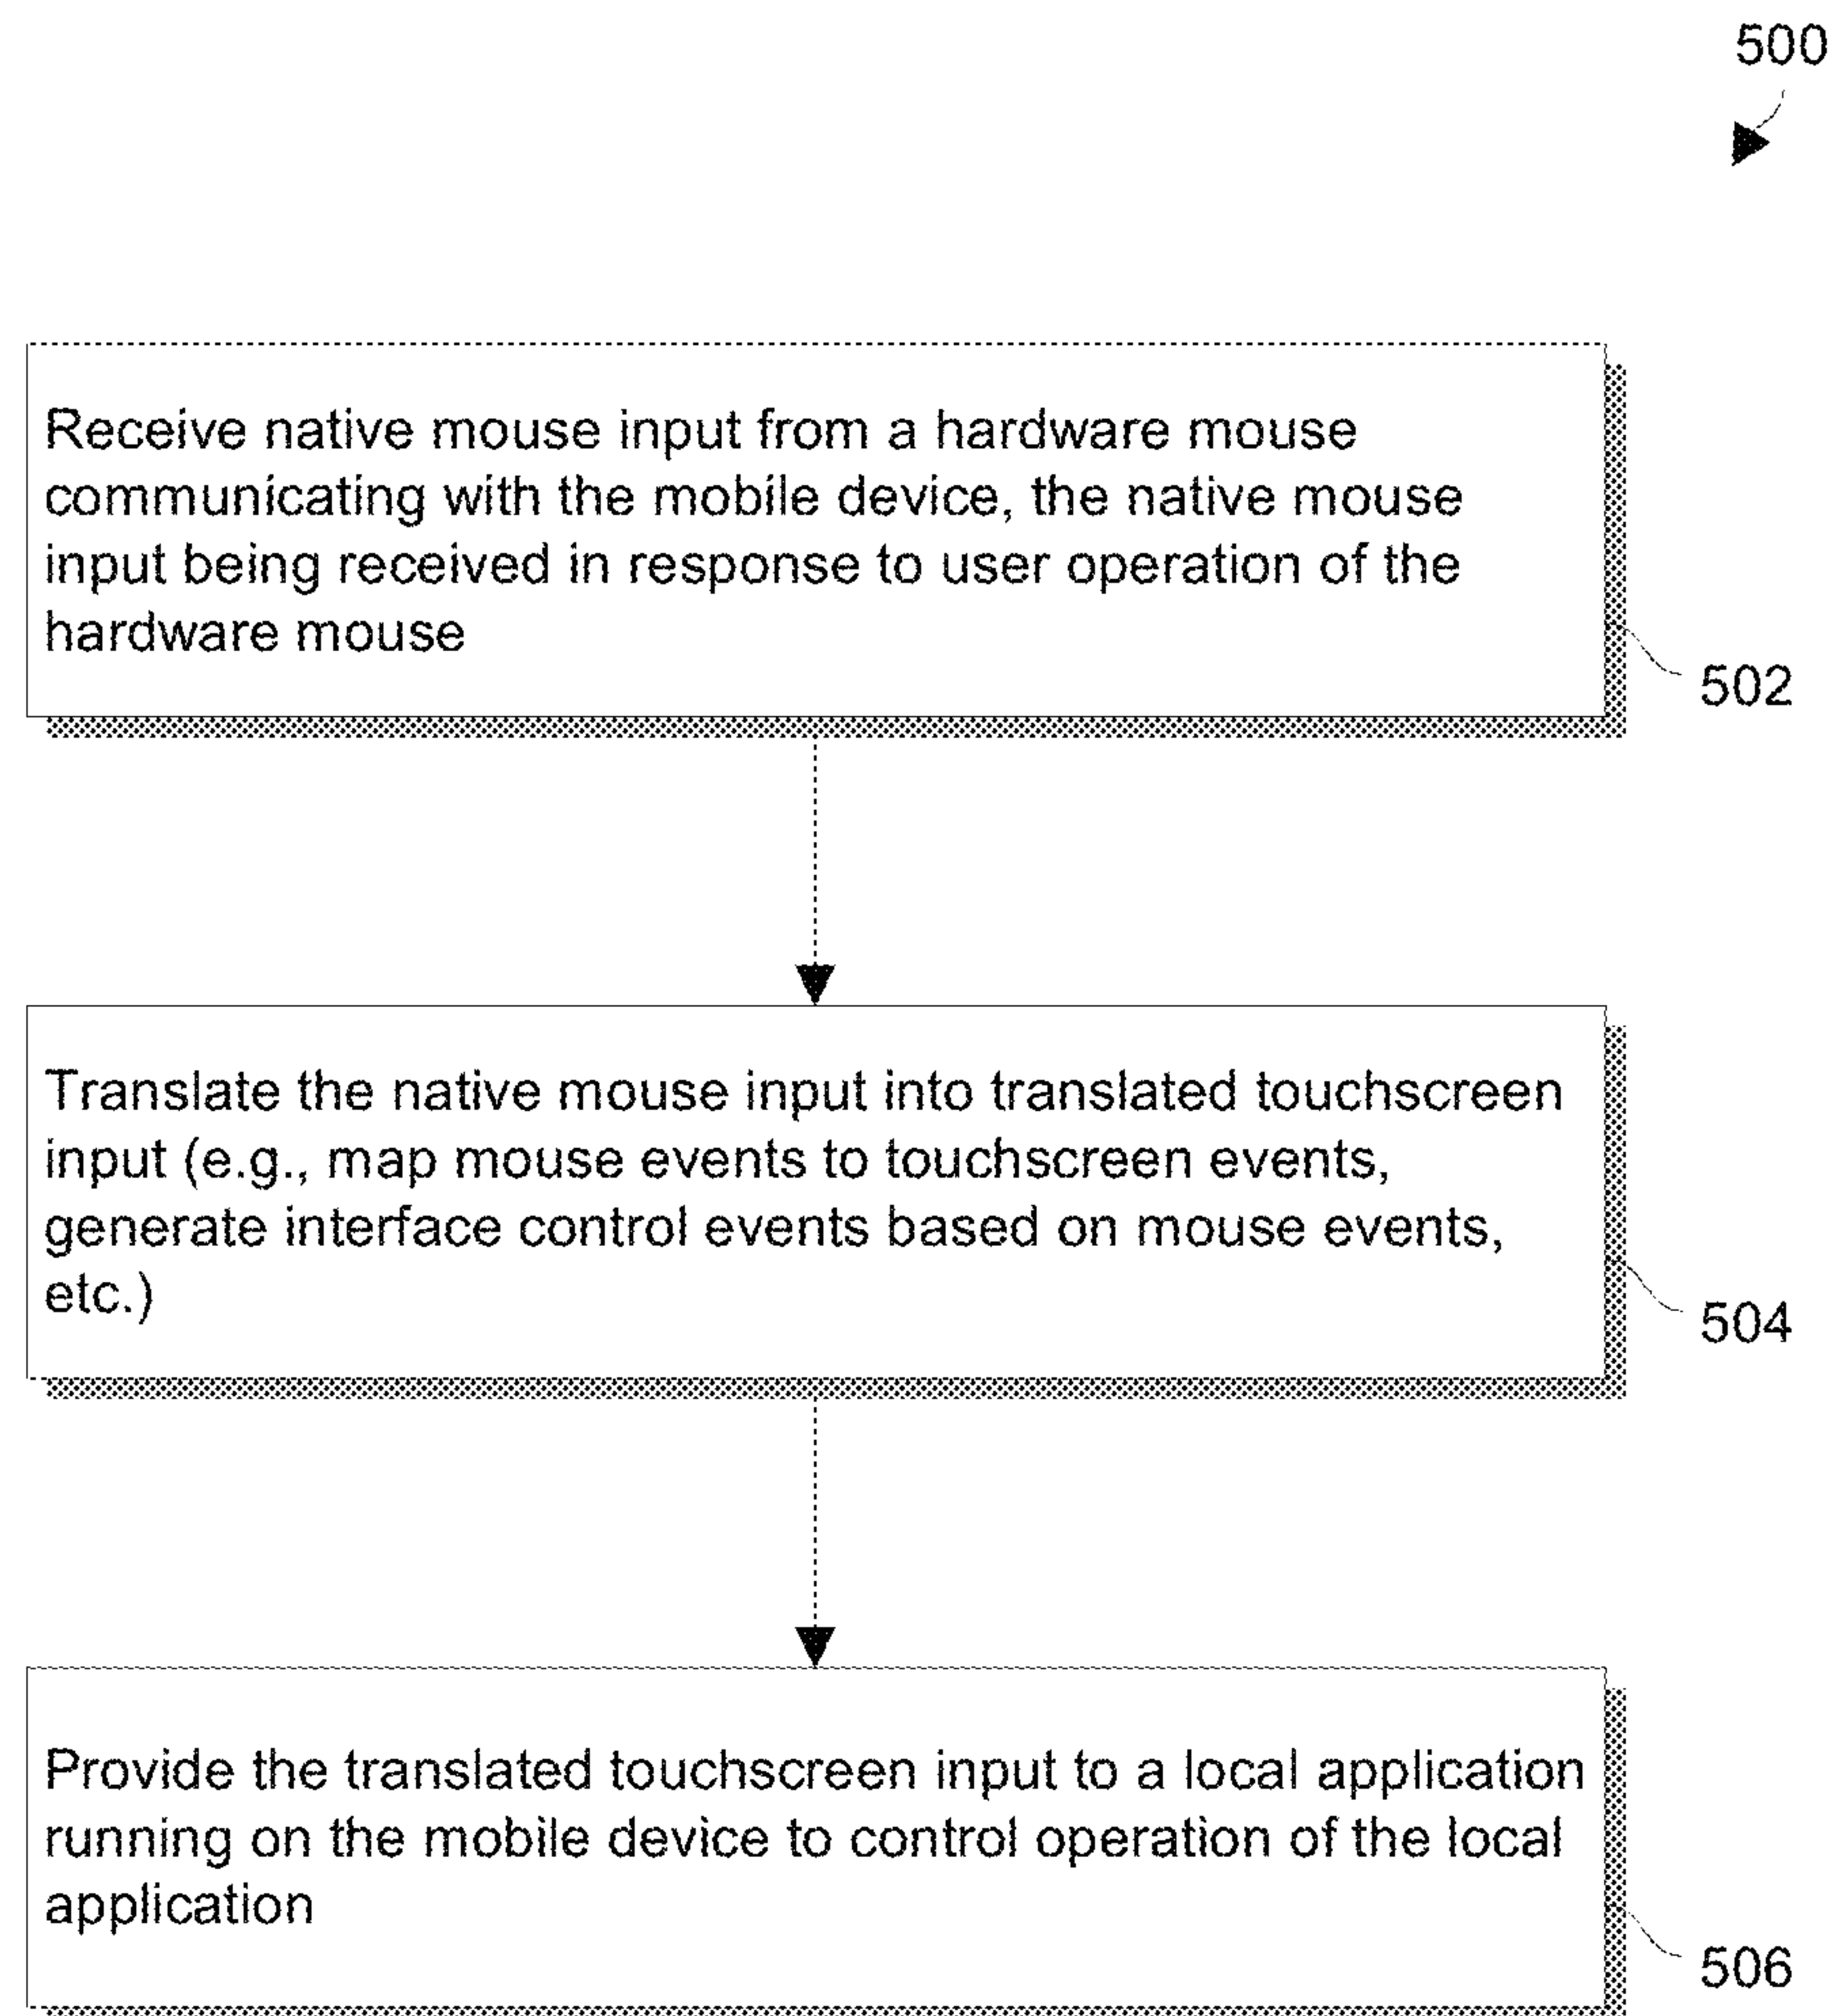 500
Receive native mouse input from a hardware mouse
communicating with the mobile device, the native mouse
input being received in response to user operation of the
hardware mouse
502
Translate the native mouse input into translated touchscreen
input (e.g., map mouse events to touchscreen events,
generate interface control events based on mouse events,
etc.)
504
Provide the translated touchscreen input to a local application
running on the mobile device to control operation of the local
application
506